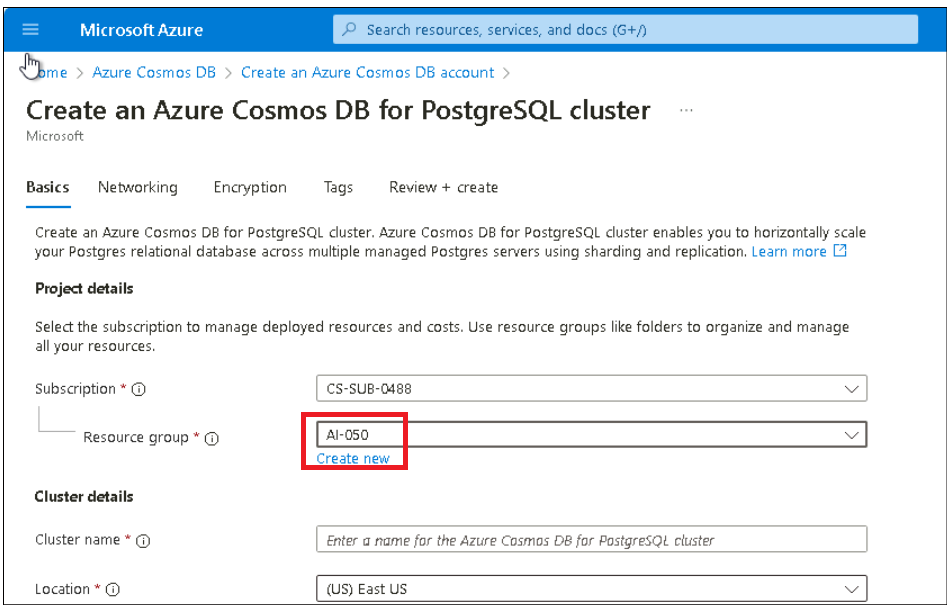 Microsoft Azure
Search resources, services, and docs (G+/)
Home > Azure Cosmos DB > Create an Azure Cosmos DB account >
Create an Azure Cosmos DB for PostgreSQL cluster ...
Microsoft
Basics Networking Encryption Tags Review + create
Create an Azure Cosmos DB for PostgreSQL cluster. Azure Cosmos DB for PostgreSQL cluster enables you to horizontally scale
your Postgres relational database across multiple managed Postgres servers using sharding and replication. Learn more
Project details
Select the subscription to manage deployed resources and costs. Use resource groups like folders to organize and manage
all your resources.
Subscription *
CS-SUB-0488
Resource group *
AI-050
Create new
Cluster details
Cluster name *
Enter a name for the Azure Cosmos DB for PostgreSQL cluster
Location *
(US) East US